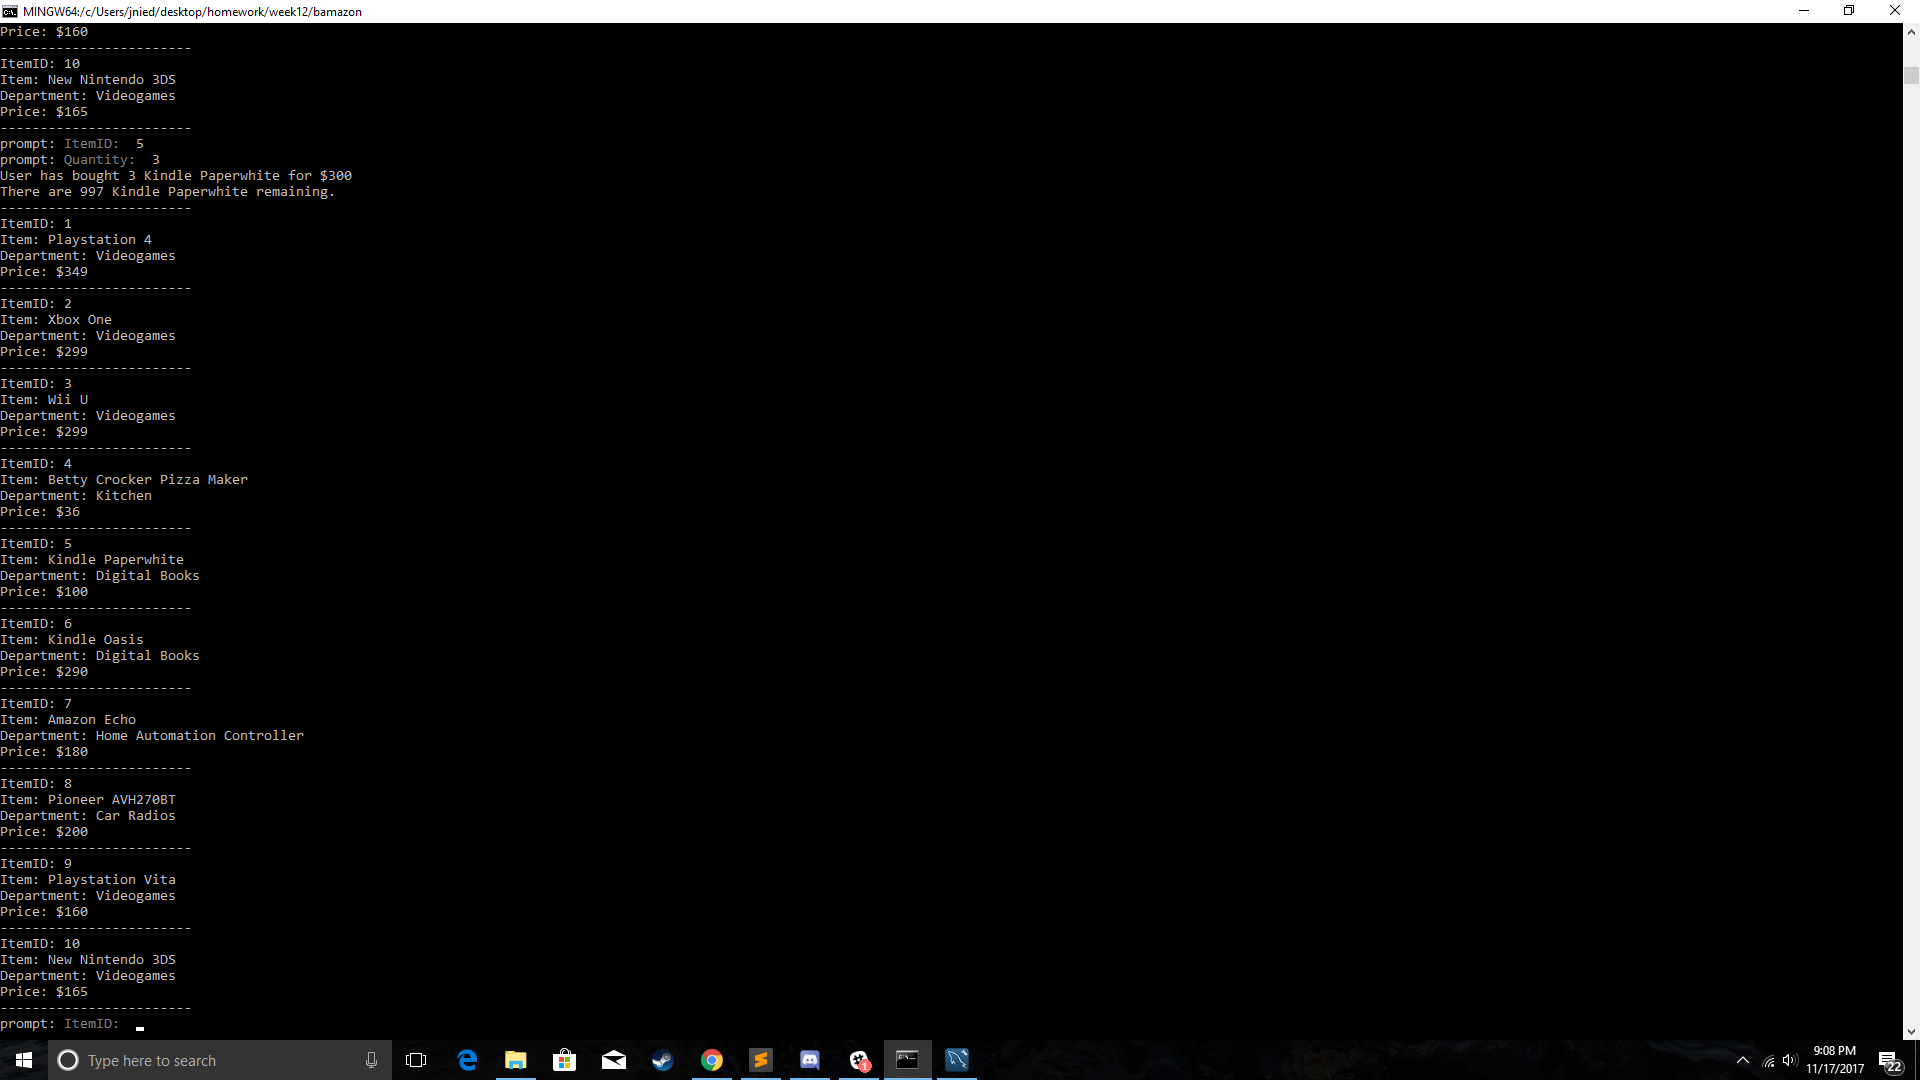 MINGW64:/c/Users/jnied/desktop/homework/week12/bamazon
Price: $160
------------------------
ItemID: 10
Item: New Nintendo 3DS
Department: Videogames
Price: $165
------------------------
prompt: ItemID:  5
prompt: Quantity:  3
User has bought 3 Kindle Paperwhite for $300
There are 997 Kindle Paperwhite remaining.
------------------------
ItemID: 1
Item: Playstation 4
Department: Videogames
Price: $349
------------------------
ItemID: 2
Item: Xbox One
Department: Videogames
Price: $299
------------------------
ItemID: 3
Item: Wii U
Department: Videogames
Price: $299
------------------------
ItemID: 4
Item: Betty Crocker Pizza Maker
Department: Kitchen
Price: $36
------------------------
ItemID: 5
Item: Kindle Paperwhite
Department: Digital Books
Price: $100
------------------------
ItemID: 6
Item: Kindle Oasis
Department: Digital Books
Price: $290
------------------------
ItemID: 7
Item: Amazon Echo
Department: Home Automation Controller
Price: $180
------------------------
ItemID: 8
Item: Pioneer AVH270BT
Department: Car Radios
Price: $200
------------------------
ItemID: 9
Item: Playstation Vita
Department: Videogames
Price: $160
------------------------
ItemID: 10
Item: New Nintendo 3DS
Department: Videogames
Price: $165
------------------------
prompt: ItemID:
Type here to search
1
9:08 PM
11/17/2017
22